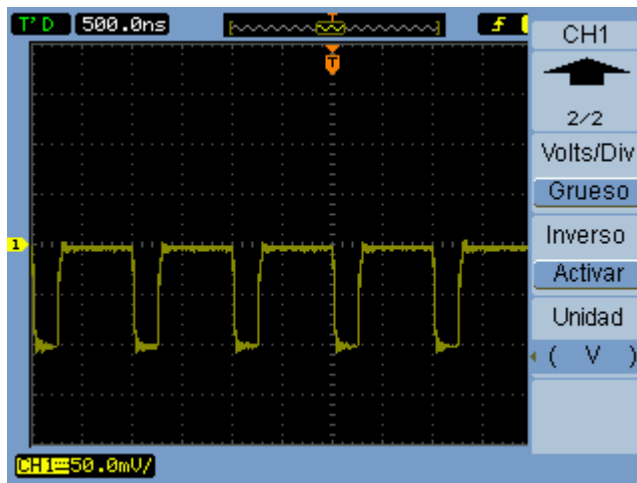 T'D 500.0ns
T
CH1
2/2
Volts/Div
Grueso
Inverso
Activar
Unidad
( V )
1
CH1 50.0mV/